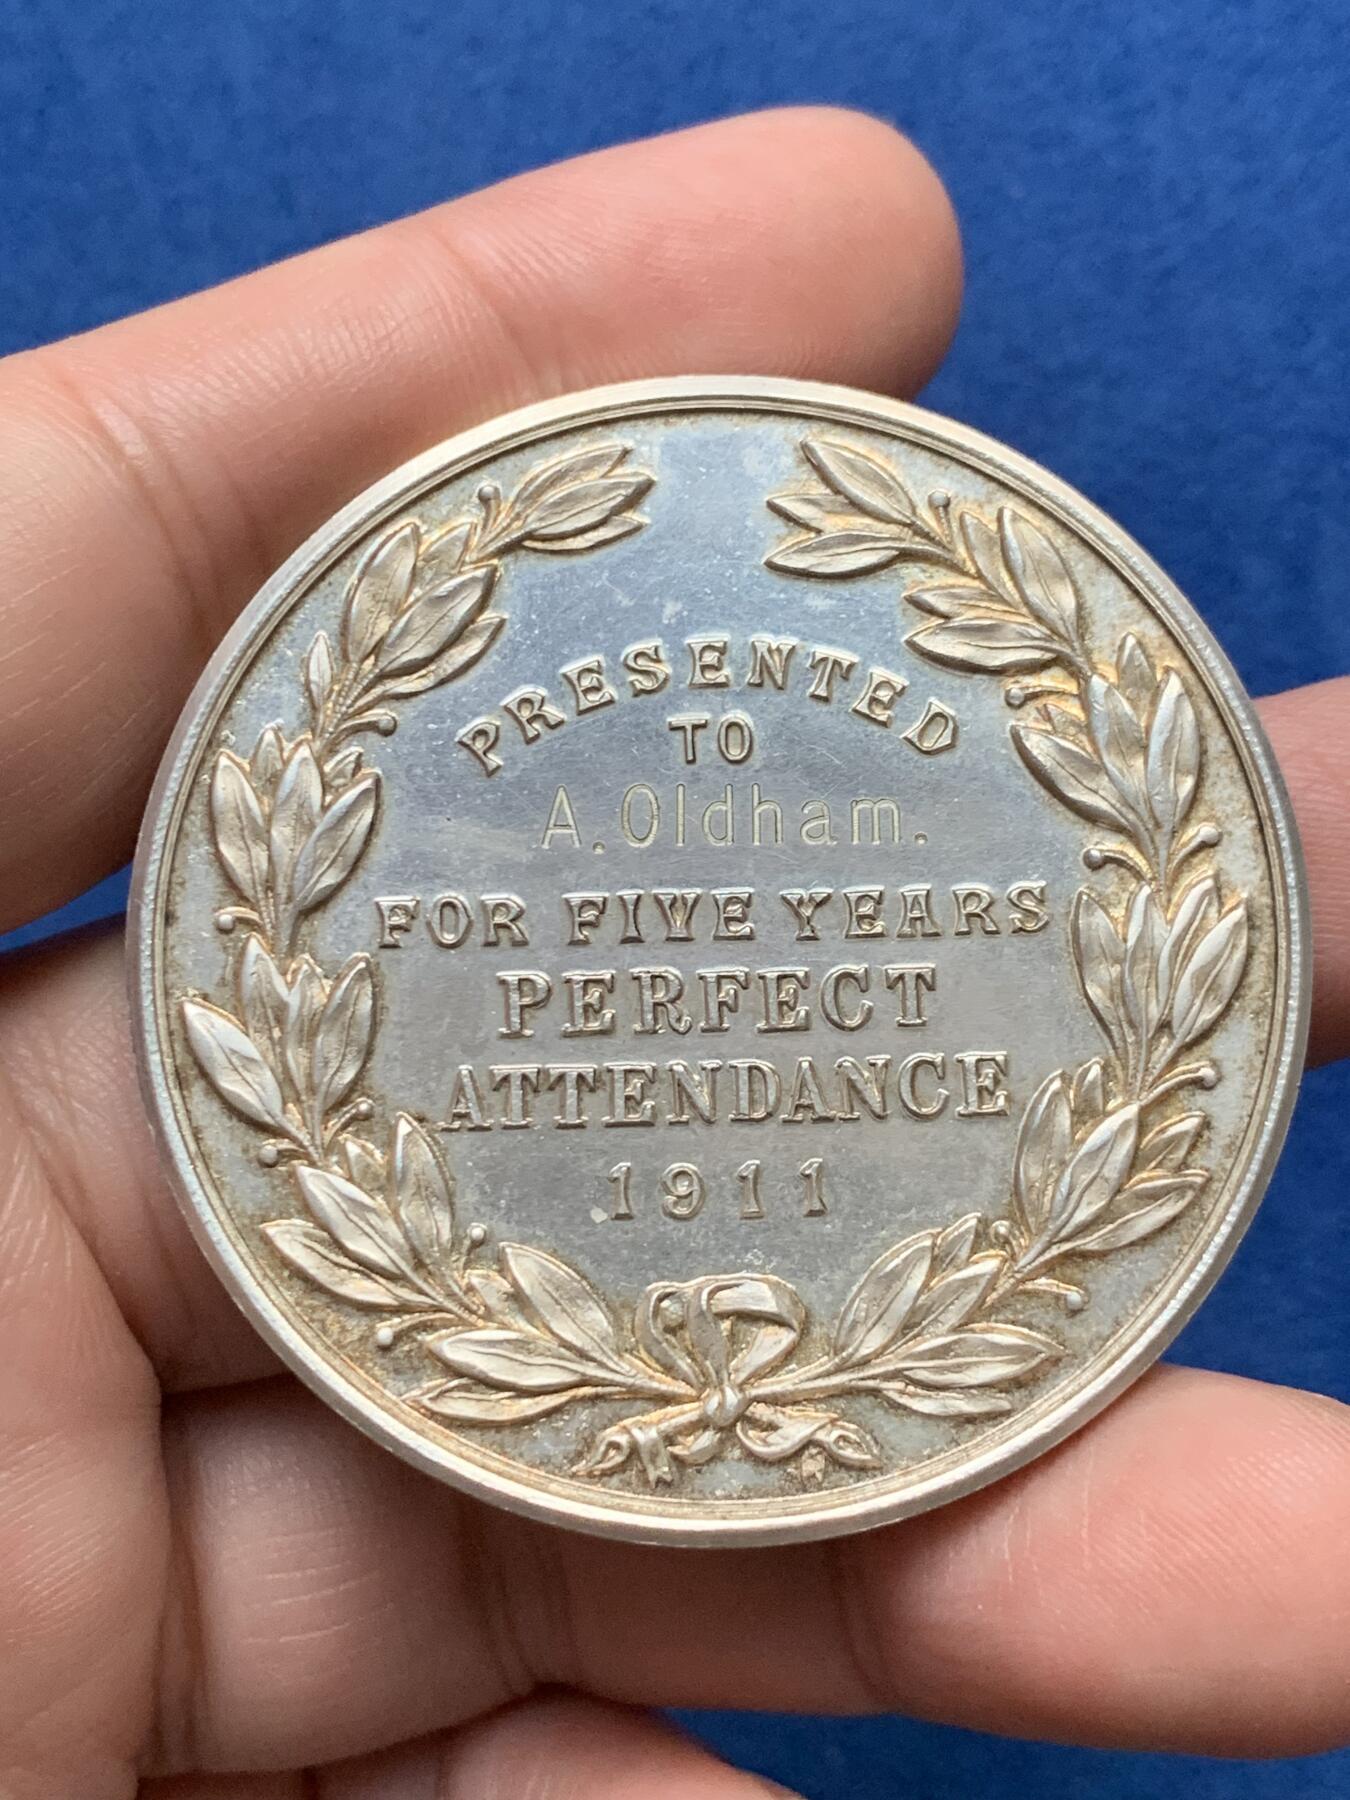 PRESENTED
TO
A. Oldham.
FOR FIVE YEARS
PERFECT
ATTENDANCE
1911